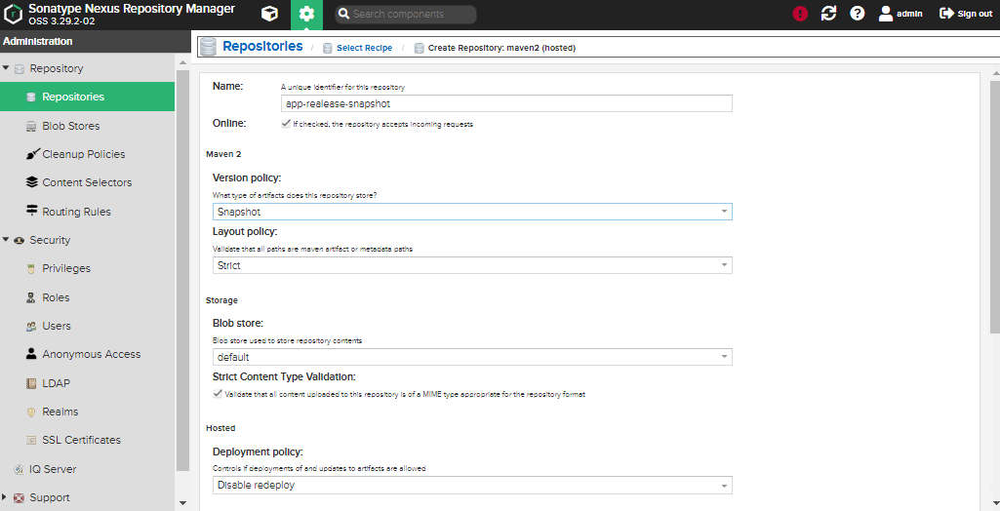 Sonatype Nexus Repository Manager
OSS 3.29.2-02
Search components
admin
Sign out
Administration
Repository
Repositories
Blob Stores
Cleanup Policies
Content Selectors
Routing Rules
Security
Privileges
Roles
Users
Anonymous Access
LDAP
Realms
SSL Certificates
IQ Server
Support
Repositories / Select Recipe / Create Repository: maven2 (hosted)
Name:
A unique identifier for this repository
app-realease-snapshot
Online:
If checked, the repository accepts incoming requests
Maven 2
Version policy:
What type of artifacts does this repository store?
Snapshot
Layout policy:
Validate that all paths are maven artifact or metadata paths
Strict
Storage
Blob store:
Blob store used to store repository contents
default
Strict Content Type Validation:
Validate that all content uploaded to this repository is of a MIME type appropriate for the repository format
Hosted
Deployment policy:
Controls if deployments of and updates to artifacts are allowed
Disable redeploy